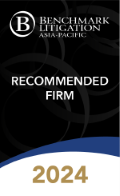 B
BENCHMARK
LITIGATION
ASIA-PACIFIC
RECOMMENDED
FIRM
2024